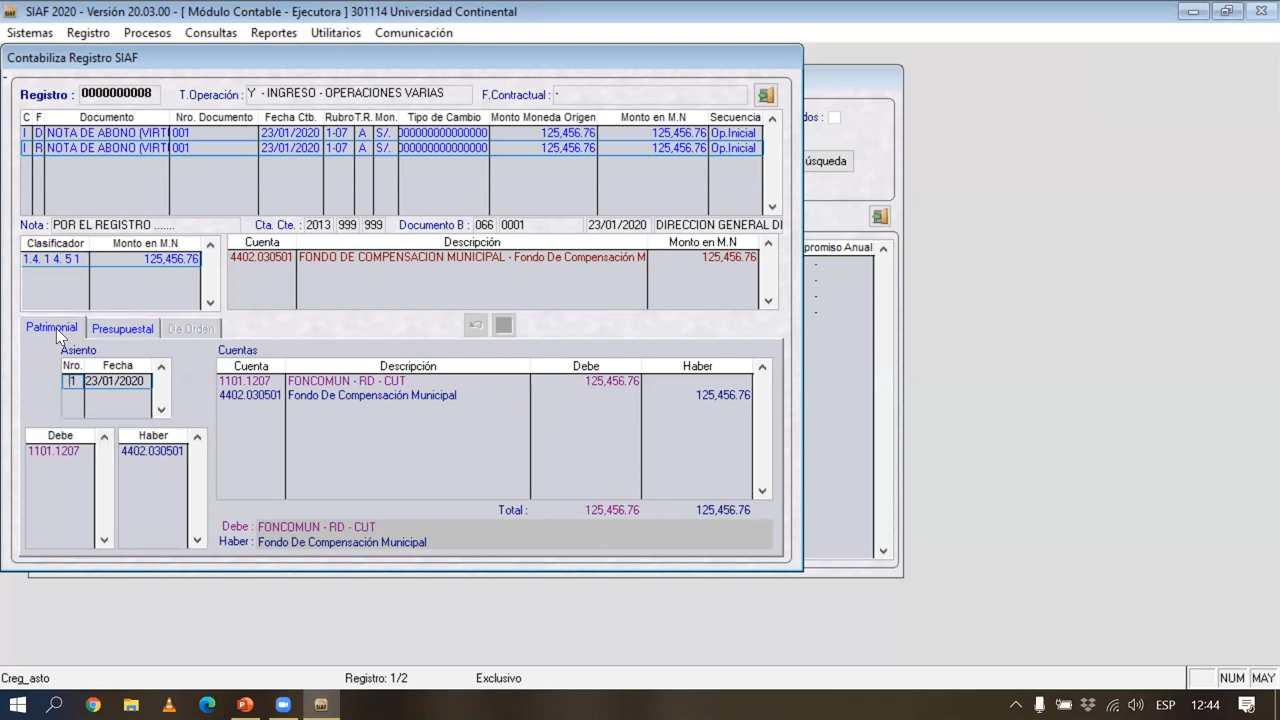 SIAF 2020 - Versión 20.03.00 - [ Módulo Contable - Ejecutora ] 301114 Universidad Continental
Sistemas Registro Procesos Consultas Reportes Utilitarios Comunicación
Contabiliza Registro SIAF
Registro : 0000000008 T.Operación : Y - INGRESO - OPERACIONES VARIAS F.Contractual : -
dos :
C F Documento Nro. Documento Fecha Ctb. Rubro T.R. Mon. Tipo de Cambio Monto Moneda Origen Monto en M.N Secuencia
I D NOTA DE ABONO (VIRTI 001 23/01/2020 1-07 A S/. 000000000000000 125,456.76 125,456.76 Op.Inicial
I R NOTA DE ABONO (VIRTI 001 23/01/2020 1-07 A S/. 000000000000000 125,456.76 125,456.76 Op.Inicial
úsqueda
Nota : POR EL REGISTRO ....... Cta. Cte. : 2013 999 999 Documento B : 066 0001 23/01/2020 DIRECCION GENERAL DI
Clasificador Monto en M.N Cuenta Descripción Monto en M.N
promiso Anual
1.4. 1 4. 5 1 125,456.76 4402.030501 FONDO DE COMPENSACION MUNICIPAL - Fondo De Compensación M 125,456.76
-
-
-
-
Patrimonial Presupuestal De Orden
Asiento Cuentas
Nro. Fecha Cuenta Descripción Debe Haber
1 23/01/2020 1101.1207 FONCOMUN - RD - CUT 125,456.76
4402.030501 Fondo De Compensación Municipal 125,456.76
Debe Haber
1101.1207 4402.030501
Total : 125,456.76 125,456.76
Debe : FONCOMUN - RD - CUT
Haber : Fondo De Compensación Municipal
Creg_asto Registro: 1/2 Exclusivo NUM MAY
ESP 12:44